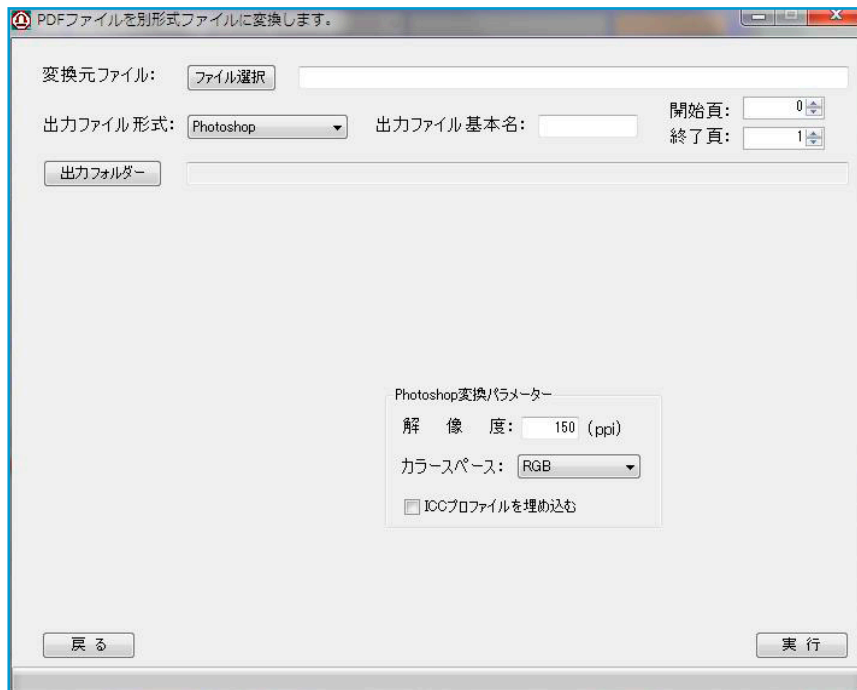 PDFファイルを別形式ファイルに変換します。
変換元ファイル: ファイル選択
出力ファイル形式: Photoshop 出力ファイル基本名: 開始頁: 0
終了頁: 1
出力フォルダー
Photoshop変換パラメーター
解 像 度: 150 (ppi)
カラースペース: RGB
ICCプロファイルを埋め込む
戻 る 実 行